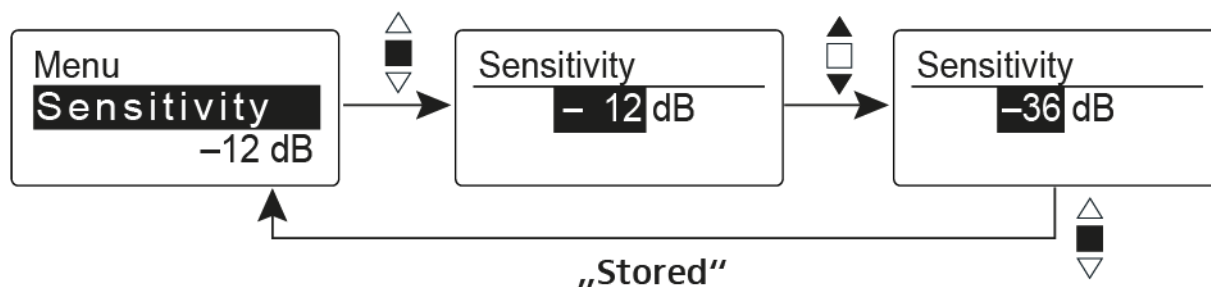 Menu
Sensitivity
–12 dB
Sensitivity
– 12 dB
Sensitivity
–36 dB
„Stored“